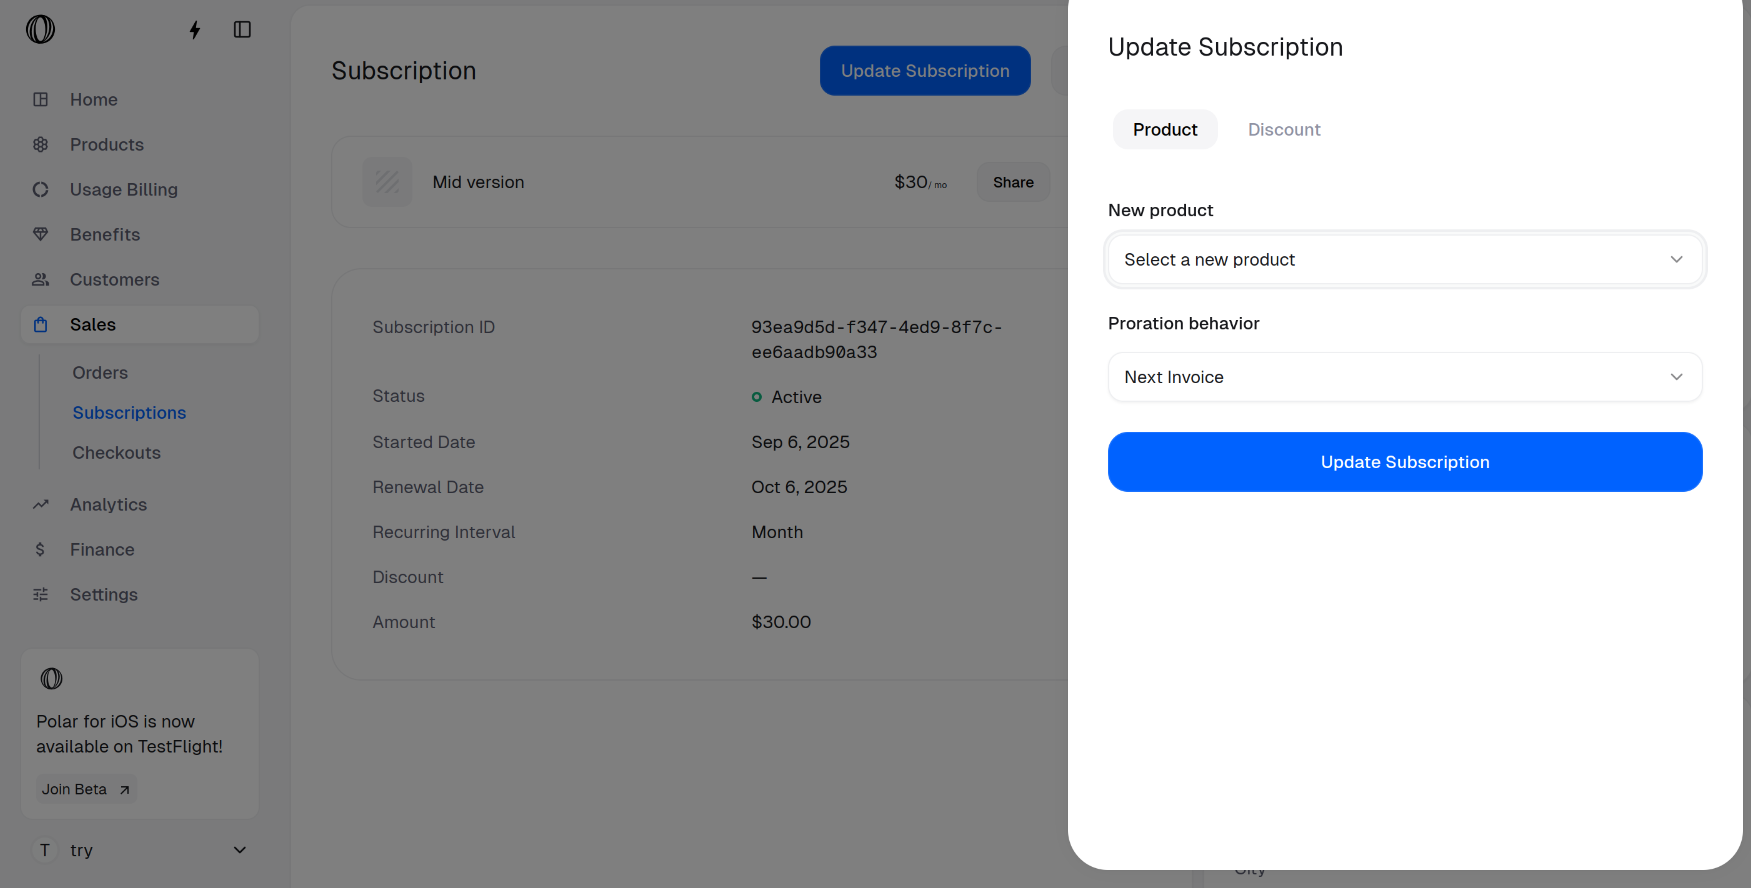 Home
Products
Usage Billing
Benefits
Customers
Sales
Orders
Subscriptions
Checkouts
Analytics
Finance
Settings
Polar for iOS is now
available on TestFlight!
Join Beta
T try
Subscription
Update Subscription
Mid version $30/ mo Share
Subscription ID 93ea9d5d-f347-4ed9-8f7c-
ee6aadb90a33
Status Active
Started Date Sep 6, 2025
Renewal Date Oct 6, 2025
Recurring Interval Month
Discount —
Amount $30.00
Update Subscription
Product Discount
New product
Select a new product
Proration behavior
Next Invoice
Update Subscription